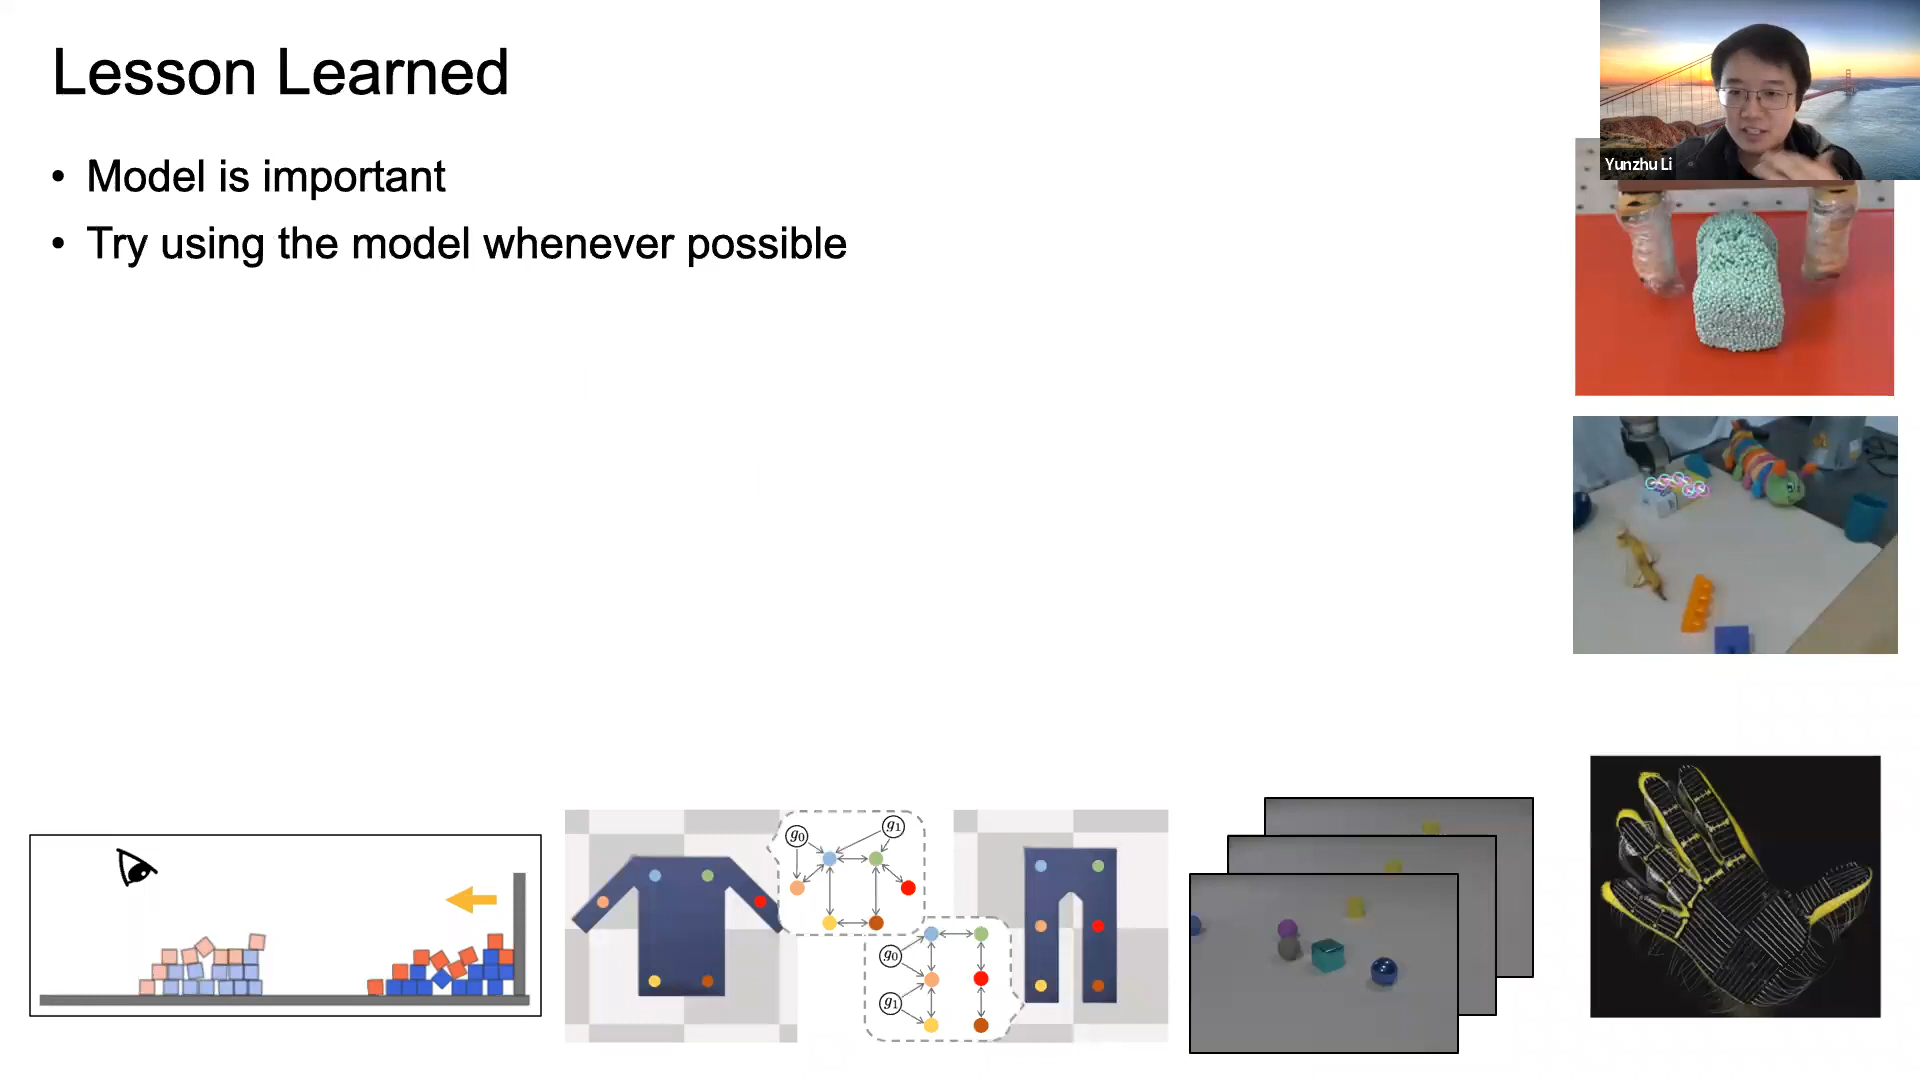 Lesson Learned
• Model is important
• Try using the model whenever possible
Yunzhu Li
g0
g1
g0
g1